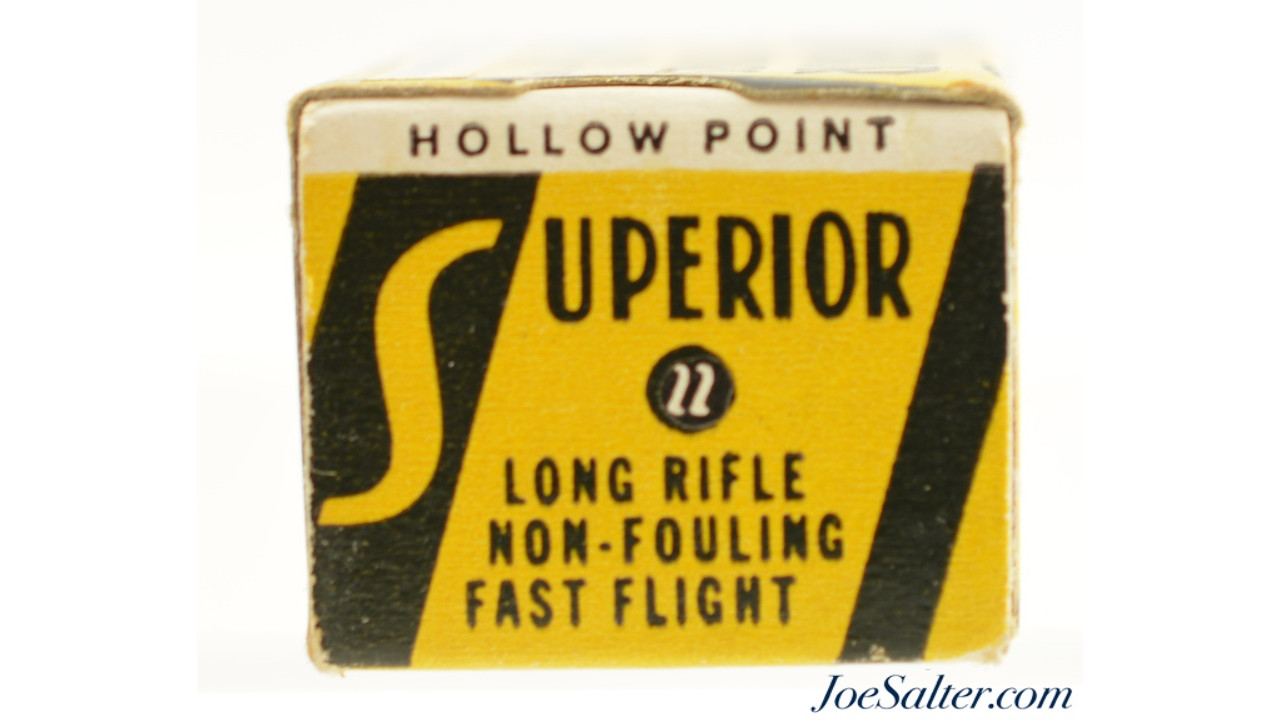 HOLLOW POINT
SUPERIOR
22
LONG RIFLE
NON-FOULING
FAST FLIGHT
JoeSalter.com